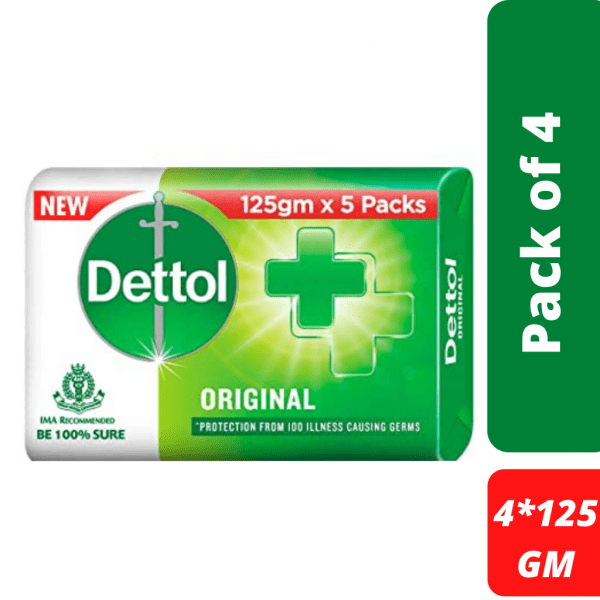 NEW
125gm x 5 Packs
Dettol
ORIGINAL
*PROTECTION FROM 100 ILLNESS CAUSING GERMS
IMA RECOMMENDED
BE 100% SURE
Dettol
ORIGINAL
Pack of 4
4*125
GM